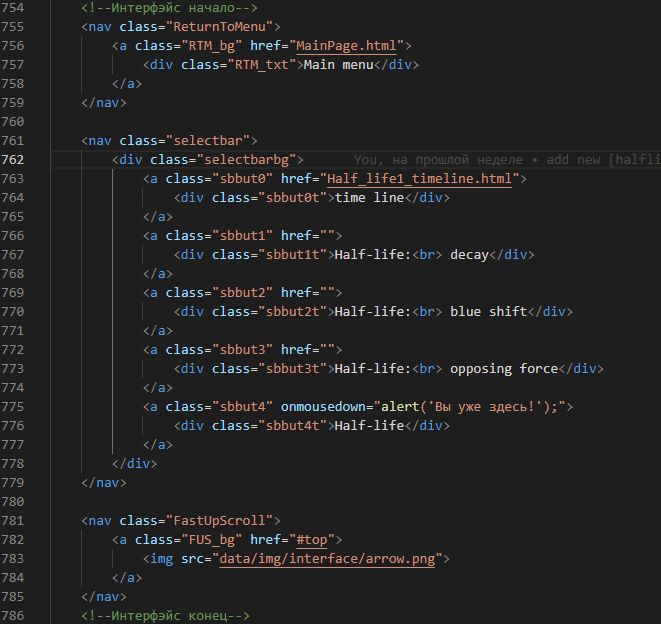 754 <!--Интерфэйс начало-->
755 <nav class="ReturnToMenu">
756 <a class="RTM_bg" href="MainPage.html">
757 <div class="RTM_txt">Main menu</div>
758 </a>
759 </nav>
760
761 <nav class="selectbar">
762 <div class="selectbarbg"> You, на прошлой неделе • add new [halfli
763 <a class="sbbut0" href="Half_life1_timeline.html">
764 <div class="sbbut0t">time line</div>
765 </a>
766 <a class="sbbut1" href="">
767 <div class="sbbut1t">Half-life:<br> decay</div>
768 </a>
769 <a class="sbbut2" href="">
770 <div class="sbbut2t">Half-life:<br> blue shift</div>
771 </a>
772 <a class="sbbut3" href="">
773 <div class="sbbut3t">Half-life:<br> opposing force</div>
774 </a>
775 <a class="sbbut4" onmousedown="alert('Вы уже здесь!');">
776 <div class="sbbut4t">Half-life</div>
777 </a>
778 </div>
779 </nav>
780
781 <nav class="FastUpScroll">
782 <a class="FUS_bg" href="#top">
783 <img src="data/img/interface/arrow.png">
784 </a>
785 </nav>
786 <!--Интерфэйс конец-->